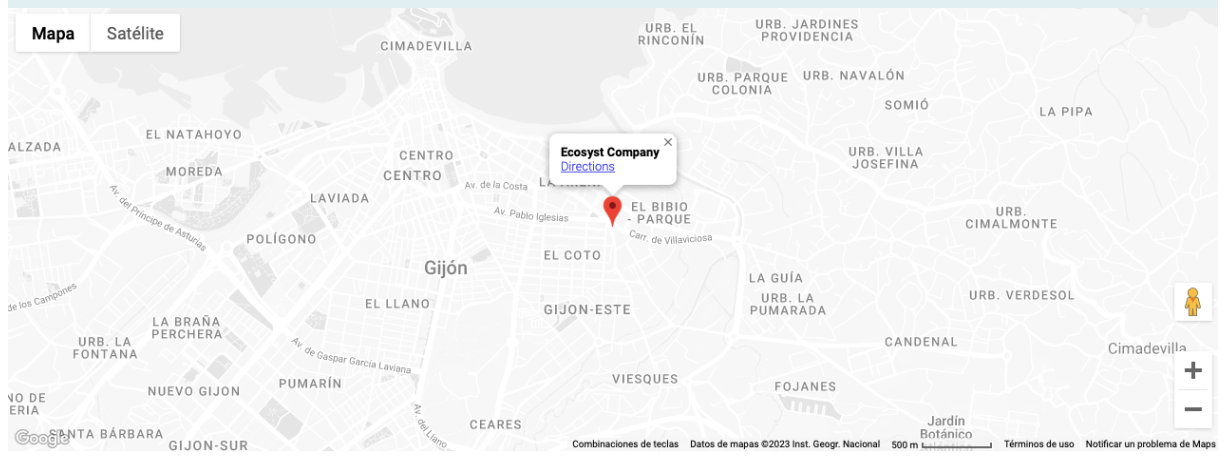 Mapa
Satélite
CIMADEVILLA
URB. EL
RINCONÍN
URB. JARDINES
PROVIDENCIA
URB. PARQUE
COLONIA
URB. NAVALÓN
SOMIÓ
LA PIPA
EL NATAHOYO
ALZADA
MOREDA
CENTRO
CENTRO
Ecosyst Company
Directions
URB. VILLA
JOSEFINA
LAVIADA
Av. de la Costa
Av. Pablo Iglesias
EL BIBIO
- PARQUE
URB.
CIMALMONTE
Av. del Príncipe de Asturias
POLÍGONO
Carr. de Villaviciosa
EL COTO
Gijón
LA GUÍA
URB. LA
PUMARADA
URB. VERDESOL
de los Campones
EL LLANO
GIJON-ESTE
LA BRAÑA
PERCHERA
URB. LA
FONTANA
Av. de Gaspar García Laviana
CANDENAL
Cimadevilla
NUEVO GIJON
PUMARÍN
VIESQUES
FOJANES
NO DE
ERIA
Av. del Llano
CEARES
Jardín
Botánico
Google
ANTA BÁRBARA
GIJON-SUR
Combinaciones de teclas
Datos de mapas ©2023 Inst. Geogr. Nacional
500 m
Términos de uso
Notificar un problema de Maps